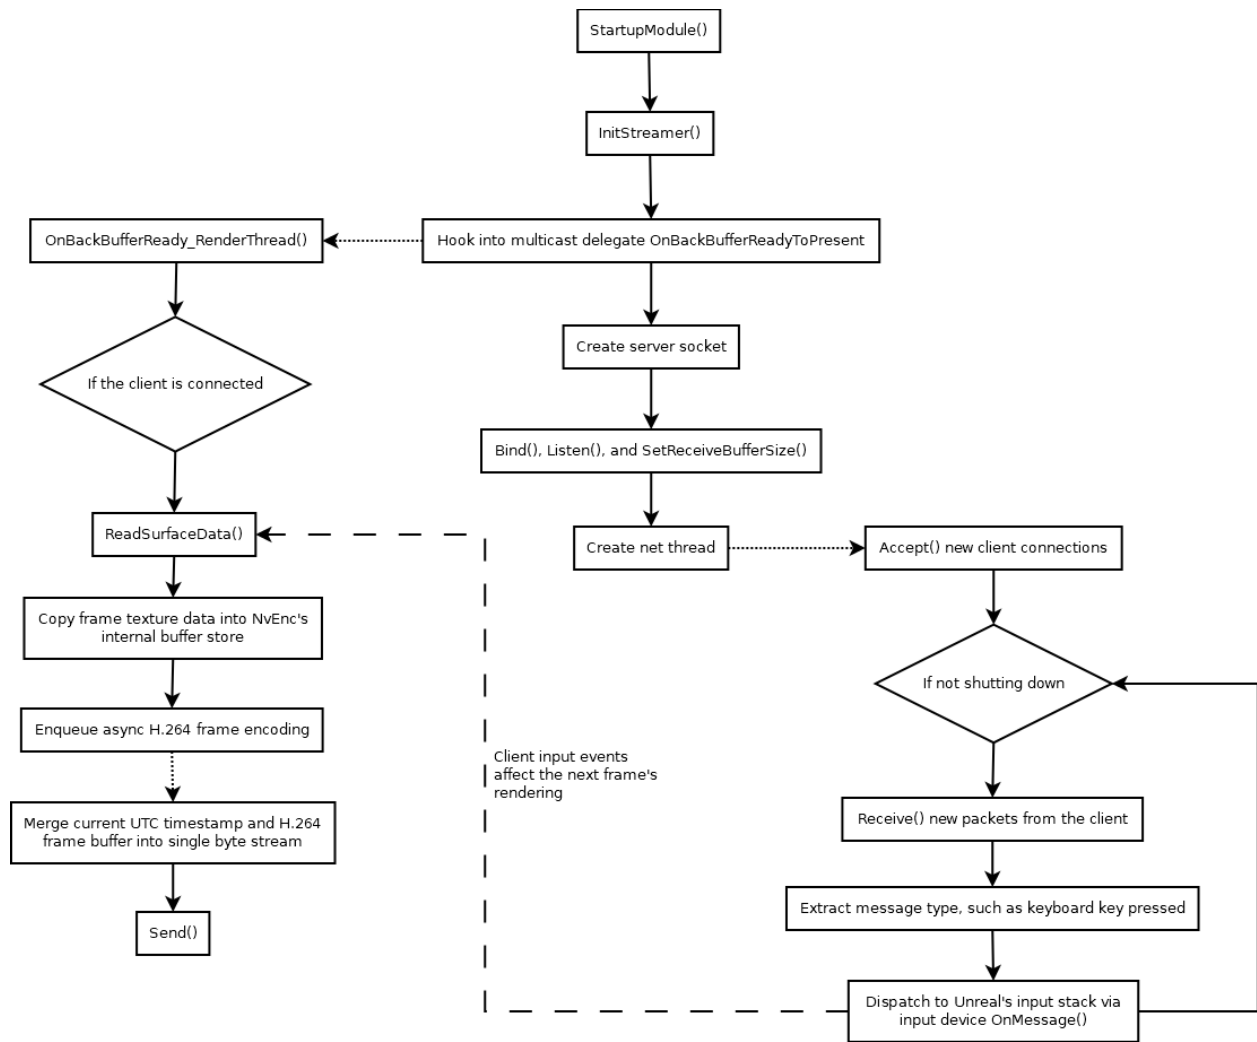 StartupModule()
InitStreamer()
OnBackBufferReady_RenderThread()
Hook into multicast delegate OnBackBufferReadyToPresent
Create server socket
If the client is connected
Bind(), Listen(), and SetReceiveBufferSize()
ReadSurfaceData()
Create net thread
Accept() new client connections
Copy frame texture data into NvEnc's
internal buffer store
If not shutting down
Enqueue async H.264 frame encoding
Client input events
affect the next frame's
rendering
Merge current UTC timestamp and H.264
frame buffer into single byte stream
Receive() new packets from the client
Extract message type, such as keyboard key pressed
Send()
Dispatch to Unreal's input stack via
input device OnMessage()